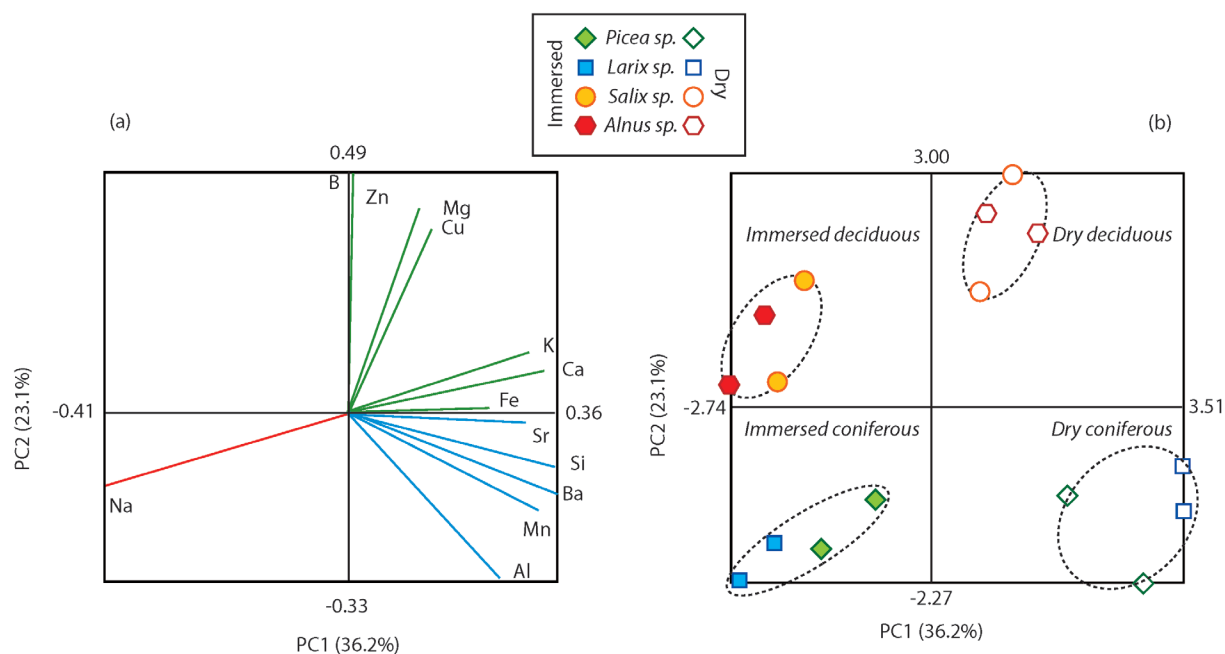 Immersed
Picea sp.
Larix sp.
Salix sp.
Alnus sp.
Dry
(a)
0.49
B
Zn
Mg
Cu
K
Ca
Fe
-0.41
0.36
Sr
Si
Ba
Mn
Al
Na
-0.33
PC2 (23.1%)
PC1 (36.2%)
(b)
3.00
Immersed deciduous
Dry deciduous
-2.74
3.51
Immersed coniferous
Dry coniferous
-2.27
PC2 (23.1%)
PC1 (36.2%)